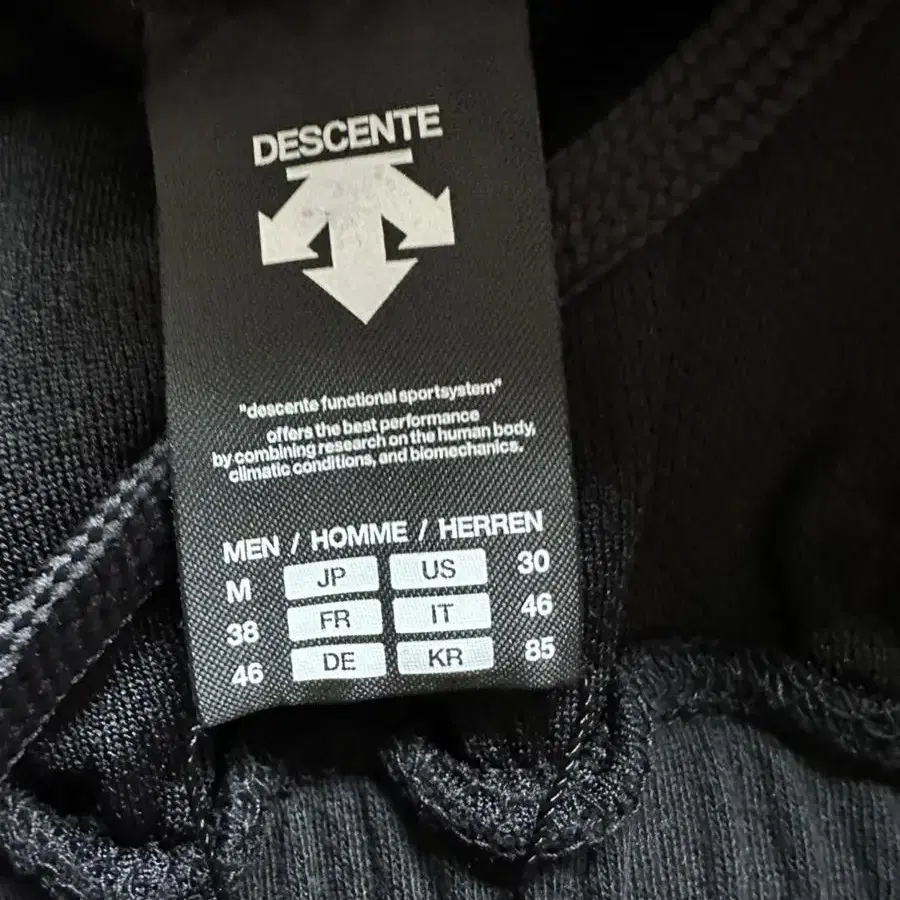 DESCENTE
"descente functional sportsystem"
offers the best performance
by combining research on the human body,
climatic conditions, and biomechanics.
MEN / HOMME / HERREN
M JP US 30
38 FR IT 46
46 DE KR 85